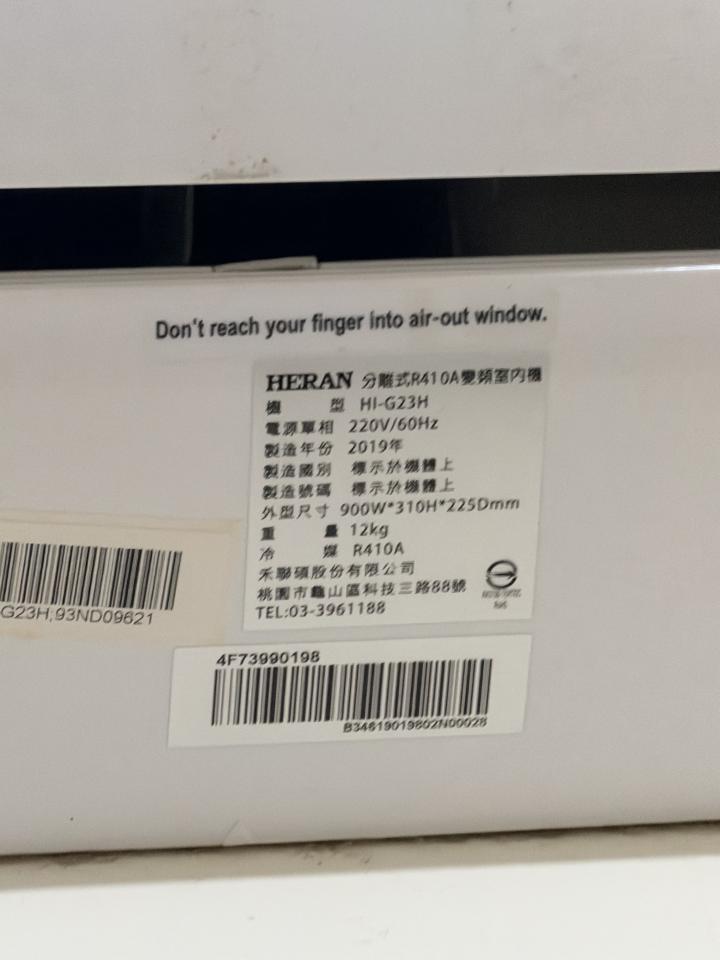 Don't reach your finger into air-out window.
HERAN 分離式R410A變頻室內機
機 型 HI-G23H
電源單相 220V/60Hz
製造年份 2019年
製造國別 標示於機體上
製造號碼 標示於機體上
外型尺寸 900W*310H*225Dmm
重 量 12kg
冷 媒 R410A
禾聯碩股份有限公司
桃園市龜山區科技三路88號
TEL:03-3961188
RoHS
G23H;93ND09621
4F73990198
B34619019802N00028